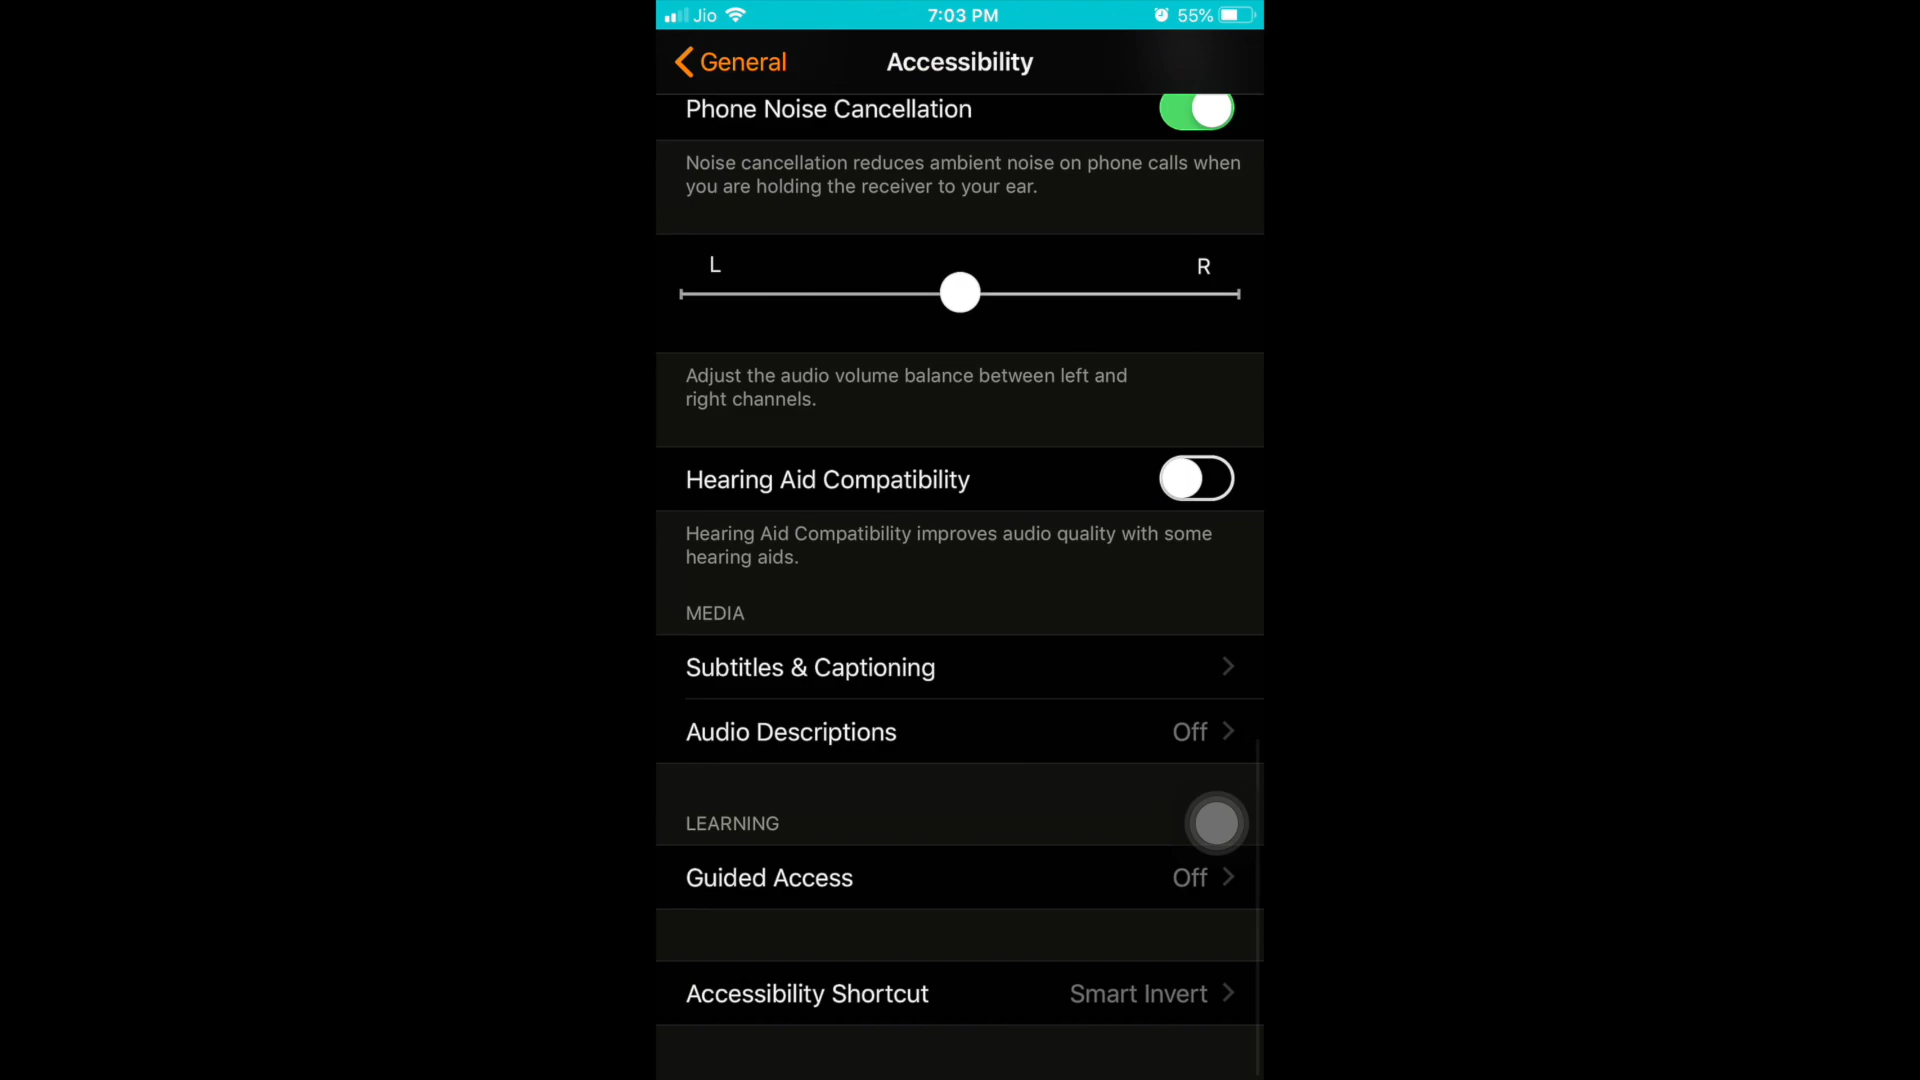 Jio 7:03 PM 55%
General Accessibility
Phone Noise Cancellation
Noise cancellation reduces ambient noise on phone calls when
you are holding the receiver to your ear.
L R
Adjust the audio volume balance between left and
right channels.
Hearing Aid Compatibility
Hearing Aid Compatibility improves audio quality with some
hearing aids.
MEDIA
Subtitles & Captioning
Audio Descriptions Off
LEARNING
Guided Access Off
Accessibility Shortcut Smart Invert